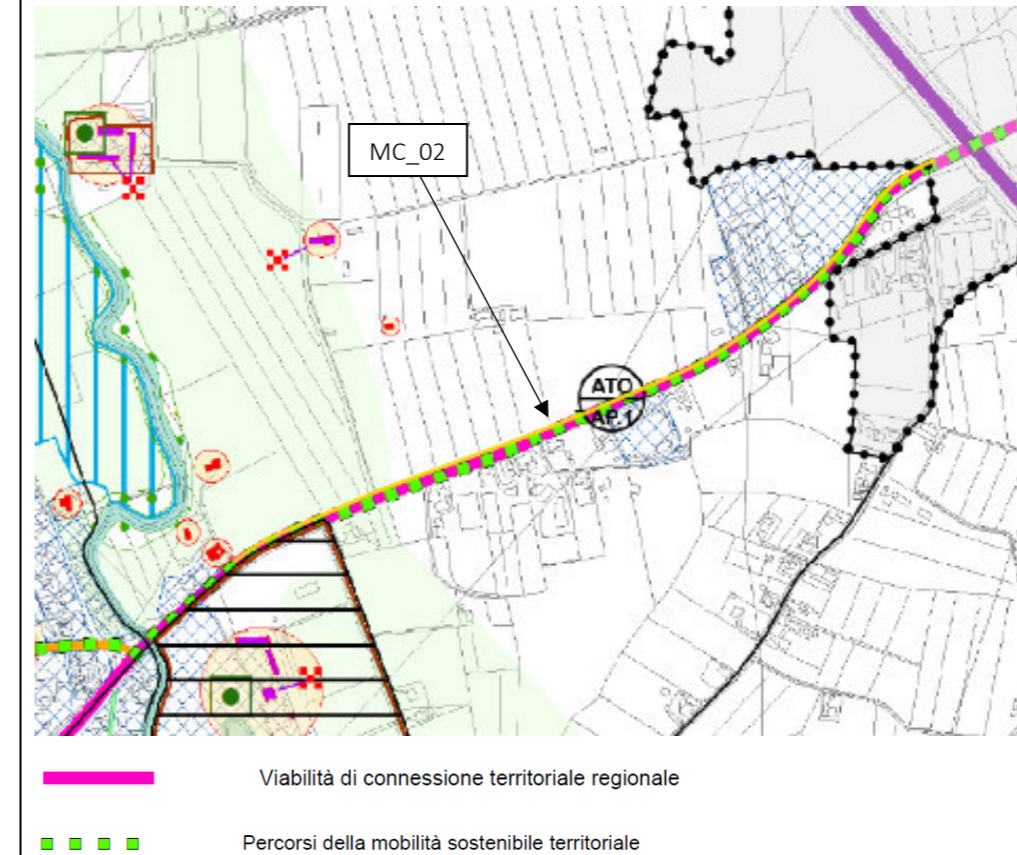 MC_02
ATO
AP.1
Viabilità di connessione territoriale regionale
Percorsi della mobilità sostenibile territoriale